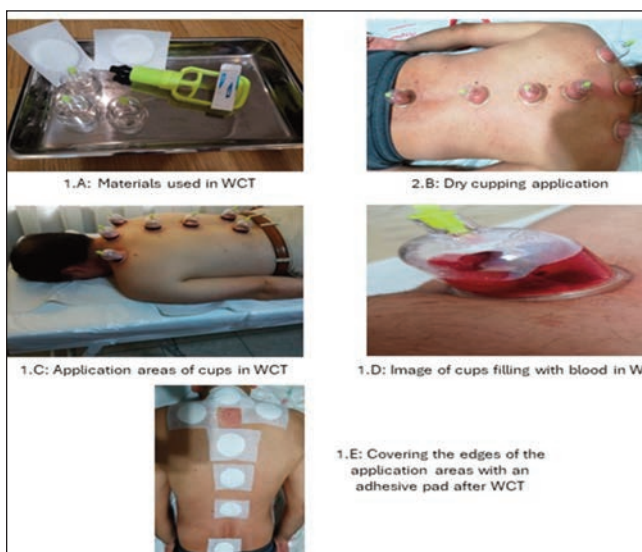 1.A: Materials used in WCT
2.B: Dry cupping application
1.C: Application areas of cups in WCT
1.D: Image of cups filling with blood in W
1.E: Covering the edges of the
application areas with an
adhesive pad after WCT